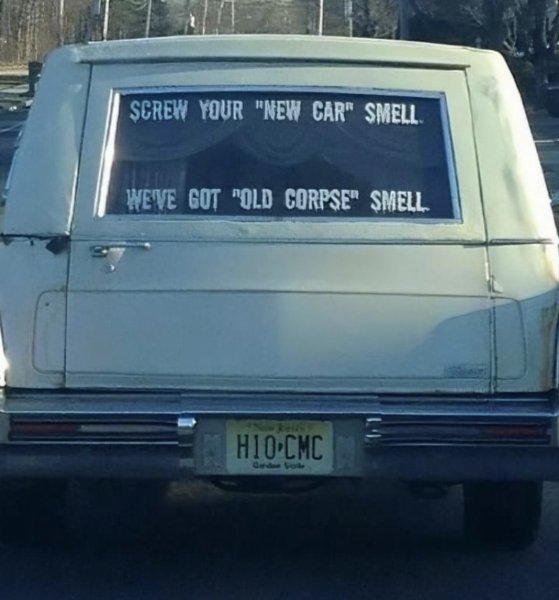 SCREW YOUR "NEW CAR" SMELL.
WE'VE GOT "OLD CORPSE" SMELL.
New Jersey
H10 CMC
Garden State